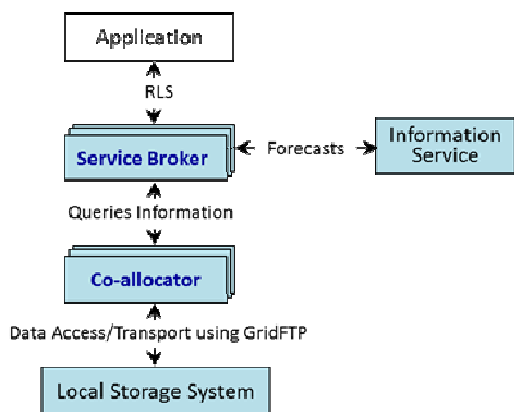 Application
RLS
Service Broker
Forecasts
Information
Service
Queries Information
Co-allocator
Data Access/Transport using GridFTP
Local Storage System